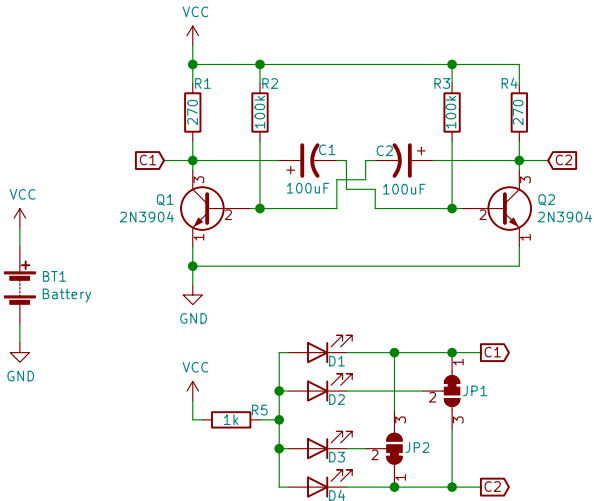 VCC
R1
R2
R3
R4
270
100k
100k
270
C1
C1
C2
C2
+
+
100uF
100uF
3
3
Q1
2N3904
2
2
Q2
2N3904
1
1
VCC
+
BT1
Battery
GND
GND
VCC
R5
1k
D1
D2
D3
D4
C1
1
JP1
2
3
3
JP2
2
1
C2